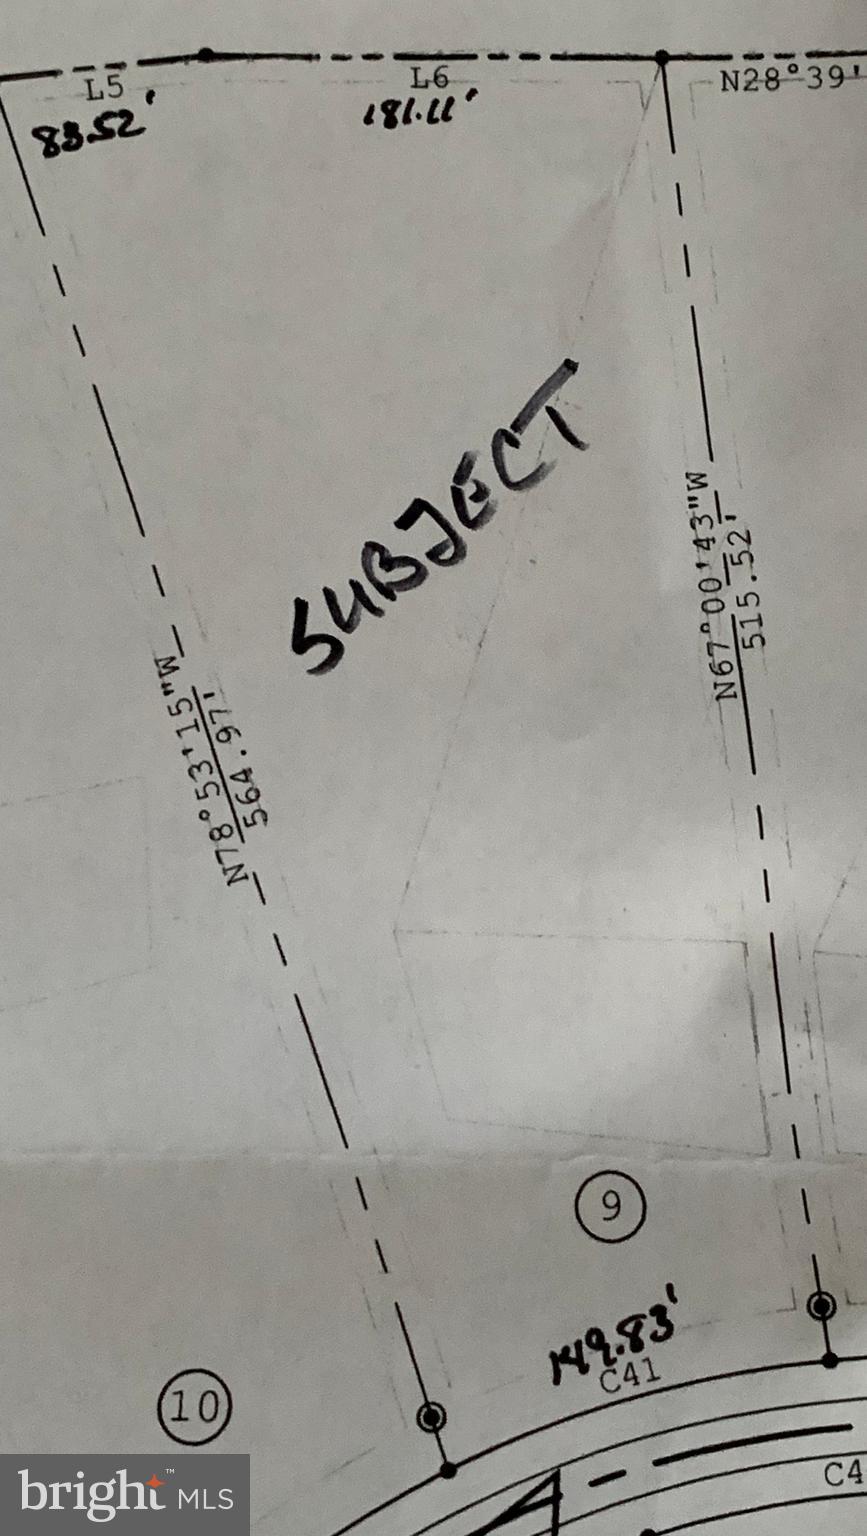 L5
83.52'
L6
181.11'
N28°39'
SUBJECT
N67°00'43"W
515.52'
N78°53'15"W
564.97'
9
149.83'
C41
10
C4
bright™ MLS